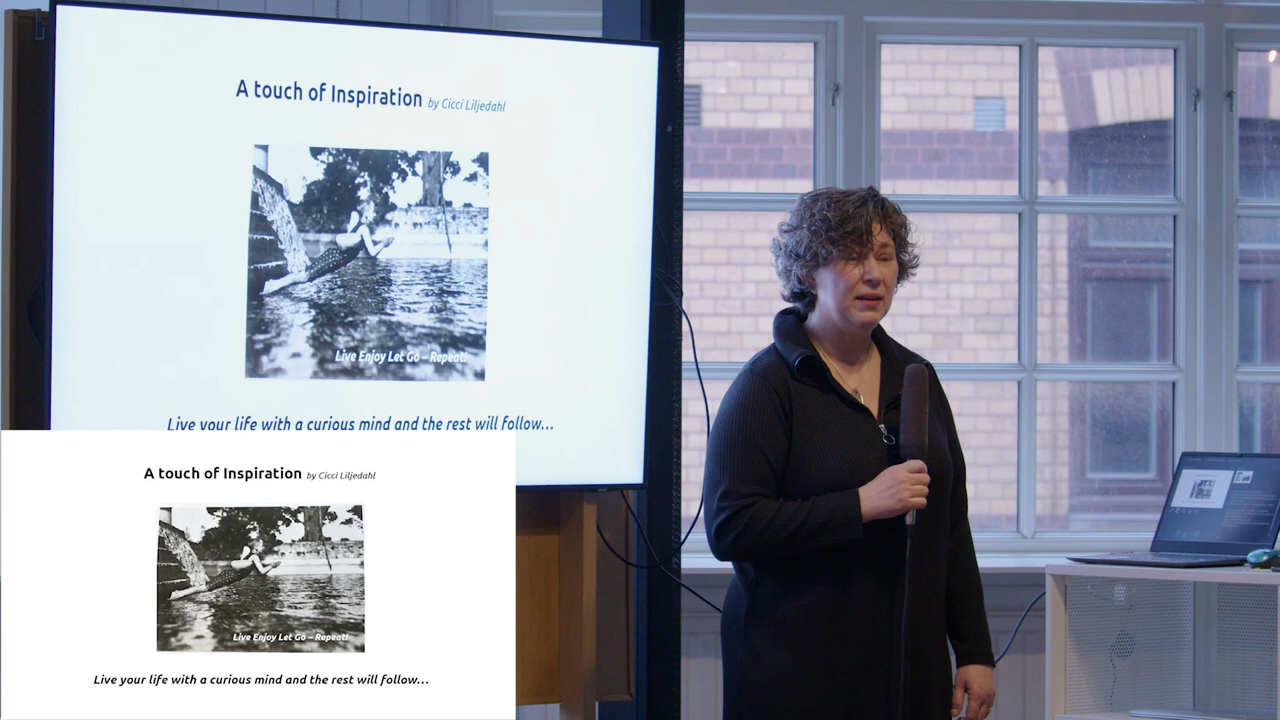 A touch of Inspiration by Cicci Liljedahl
Live Enjoy Let Go – Repeat!
Live your life with a curious mind and the rest will follow...
A touch of Inspiration by Cicci Liljedahl
Live Enjoy Let Go – Repeat!
Live your life with a curious mind and the rest will follow...